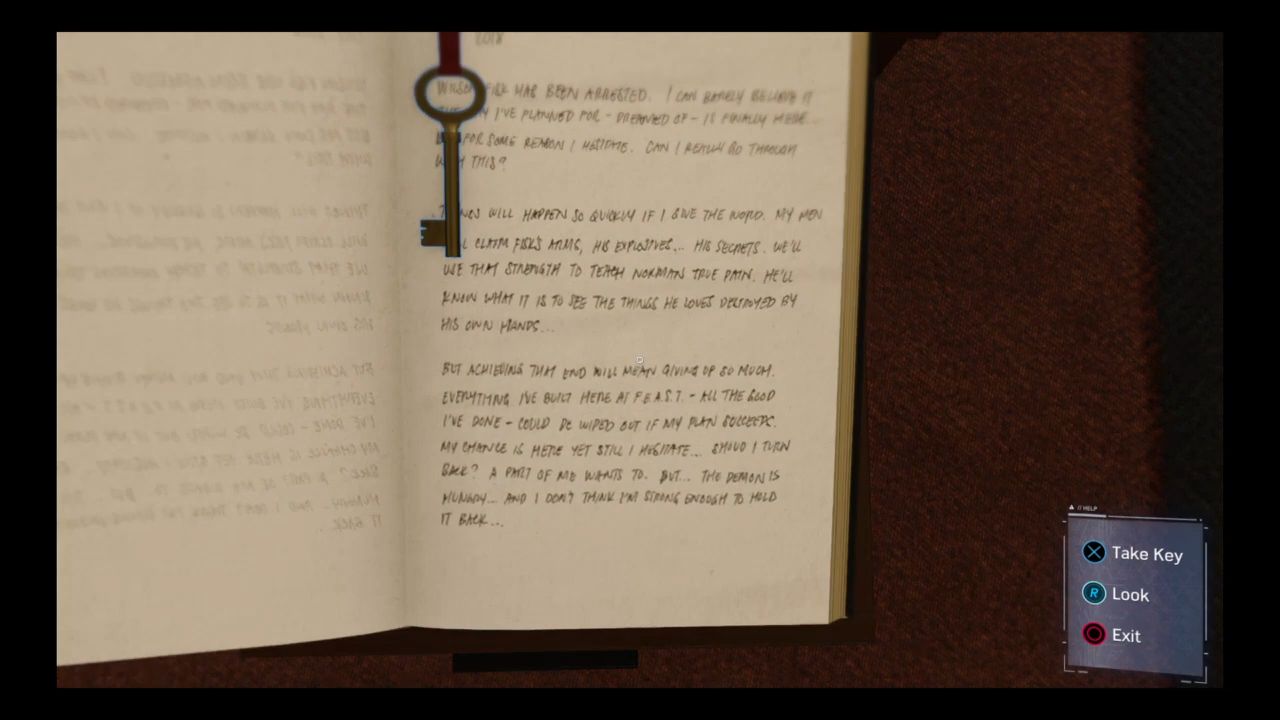 2018
WILSON FISK HAS BEEN ARRESTED. I CAN BARELY BELIEVE IT
I'VE PLANNED FOR - DREAMED OF - IS FINALLY HERE...
FOR SOME REASON I HESITATE. CAN I REALLY GO THROUGH
WITH THIS?
THINGS WILL HAPPEN SO QUICKLY IF I GIVE THE WORD. MY MEN
WILL CLAIM FISK'S ARMS, HIS EXPLOSIVES... HIS SECRETS. WE'LL
USE THAT STRENGTH TO TEACH NORMAN TRUE PAIN. HE'LL
KNOW WHAT IT IS TO SEE THE THINGS HE LOVES DESTROYED BY
HIS OWN HANDS...
BUT ACHIEVING THAT END WILL MEAN GIVING UP SO MUCH.
EVERYTHING I'VE BUILT HERE AT F.E.A.S.T. - ALL THE GOOD
I'VE DONE - COULD BE WIPED OUT IF MY PLAN SUCCEEDS.
MY CHANCE IS HERE YET STILL I HESITATE... SHOULD I TURN
BACK? A PART OF ME WANTS TO. BUT... THE DEMON IS
HUNGRY... AND I DON'T THINK I'M STRONG ENOUGH TO HOLD
IT BACK...
// HELP
Take Key
R Look
Exit